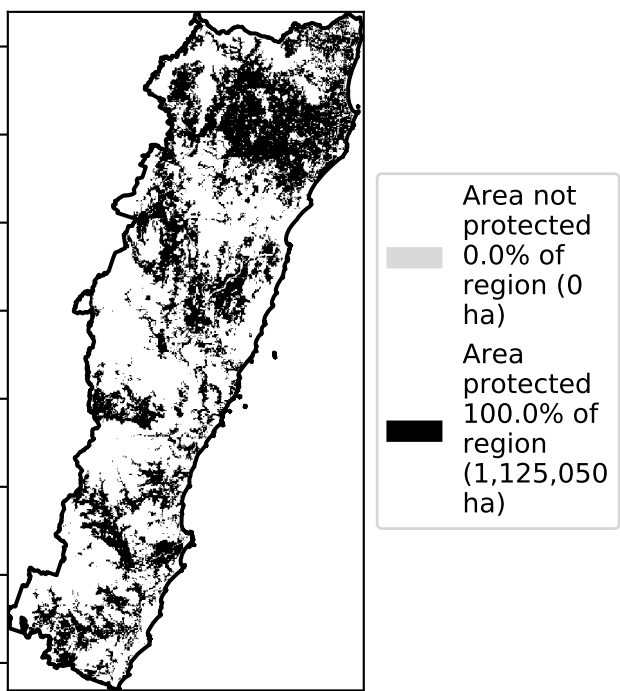 Area not
protected
0.0% of
region (0
ha)
Area
protected
100.0% of
region
(1,125,050
ha)